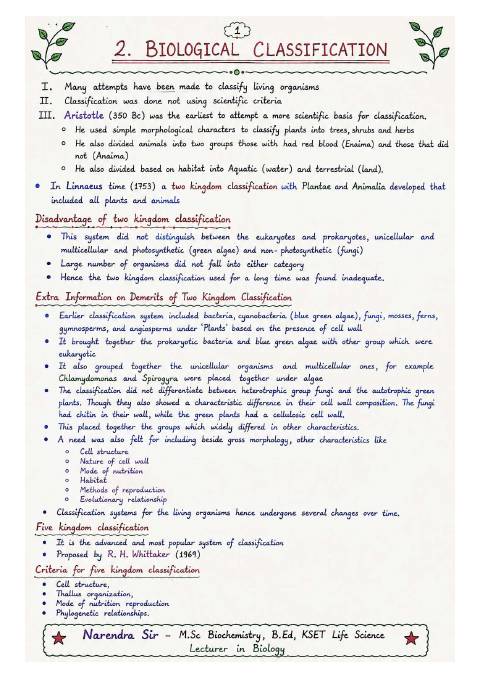 1
2. BIOLOGICAL CLASSIFICATION
I. Many attempts have been made to classify living organisms
II. Classification was done not using scientific criteria
III. Aristotle (350 Bc) was the earliest to attempt a more scientific basis for classification.
o He used simple morphological characters to classify plants into trees, shrubs and herbs
o He also divided animals into two groups those with had red blood (Enaima) and those that did
not (Anaima)
o He also divided based on habitat into Aquatic (water) and terrestrial (land).
• In Linnaeus time (1753) a two kingdom classification with Plantae and Animalia developed that
included all plants and animals
Disadvantage of two kingdom classification
• This system did not distinguish between the eukaryotes and prokaryotes, unicellular and
multicellular and photosynthetic (green algae) and non-photosynthetic (fungi)
• Large number of organisms did not fall into either category
• Hence the two kingdom classification used for a long time was found inadequate.
Extra Information on Demerits of Two Kingdom Classification
• Earlier classification system included bacteria, cyanobacteria (blue green algae), fungi, mosses, ferns,
gymnosperms, and angiosperms under 'Plants' based on the presence of cell wall
• It brought together the prokaryotic bacteria and blue green algae with other group which were
eukaryotic
• It also grouped together the unicellular organisms and multicellular ones, for example
Chlamydomonas and Spirogyra were placed together under algae
• The classification did not differentiate between heterotrophic group fungi and the autotrophic green
plants. Though they also showed a characteristic difference in their cell wall composition. The fungi
had chitin in their wall, while the green plants had a cellulosic cell wall.
• This placed together the groups which widely differed in other characteristics.
• A need was also felt for including beside gross morphology, other characteristics like
o Cell structure
o Nature of cell wall
o Mode of nutrition
o Habitat
o Methods of reproduction
o Evolutionary relationship
• Classification systems for the living organisms hence undergone several changes over time.
Five kingdom classification
• It is the advanced and most popular system of classification
• Proposed by R. H. Whittaker (1969)
Criteria for five kingdom classification
• Cell structure,
• Thallus organization,
• Mode of nutrition reproduction
• Phylogenetic relationships.
Narendra Sir – M.Sc Biochemistry, B.Ed, KSET Life Science
Lecturer in Biology